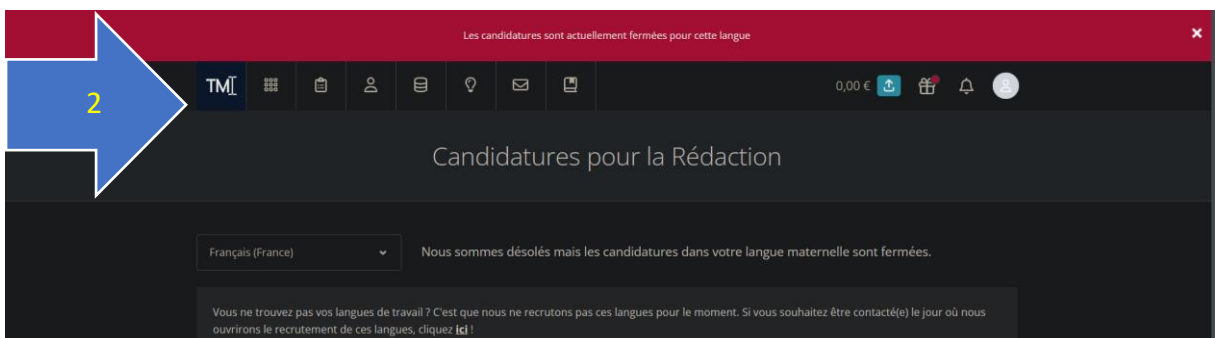 Les candidatures sont actuellement fermées pour cette langue
2
TM
0,00 €
Candidatures pour la Rédaction
Français (France)
Nous sommes désolés mais les candidatures dans votre langue maternelle sont fermées.
Vous ne trouvez pas vos langues de travail ? C'est que nous ne recrutons pas ces langues pour le moment. Si vous souhaitez être contacté(e) le jour où nous
ouvrirons le recrutement de ces langues, cliquez ici !